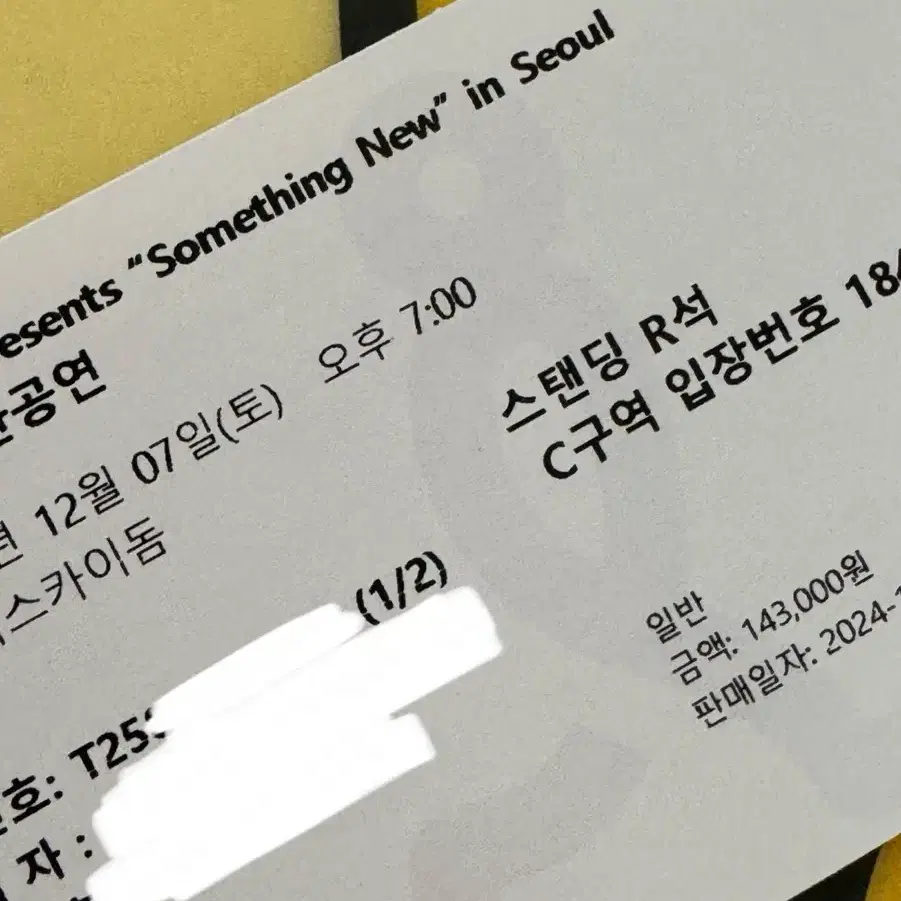 esents “Something New” in Seoul
공연
12월 07일(토) 오후 7:00
스카이돔
(1/2)
호: T25
자 :
스탠딩 R석
C구역 입장번호 184
일반
금액: 143,000원
판매일자: 2024-